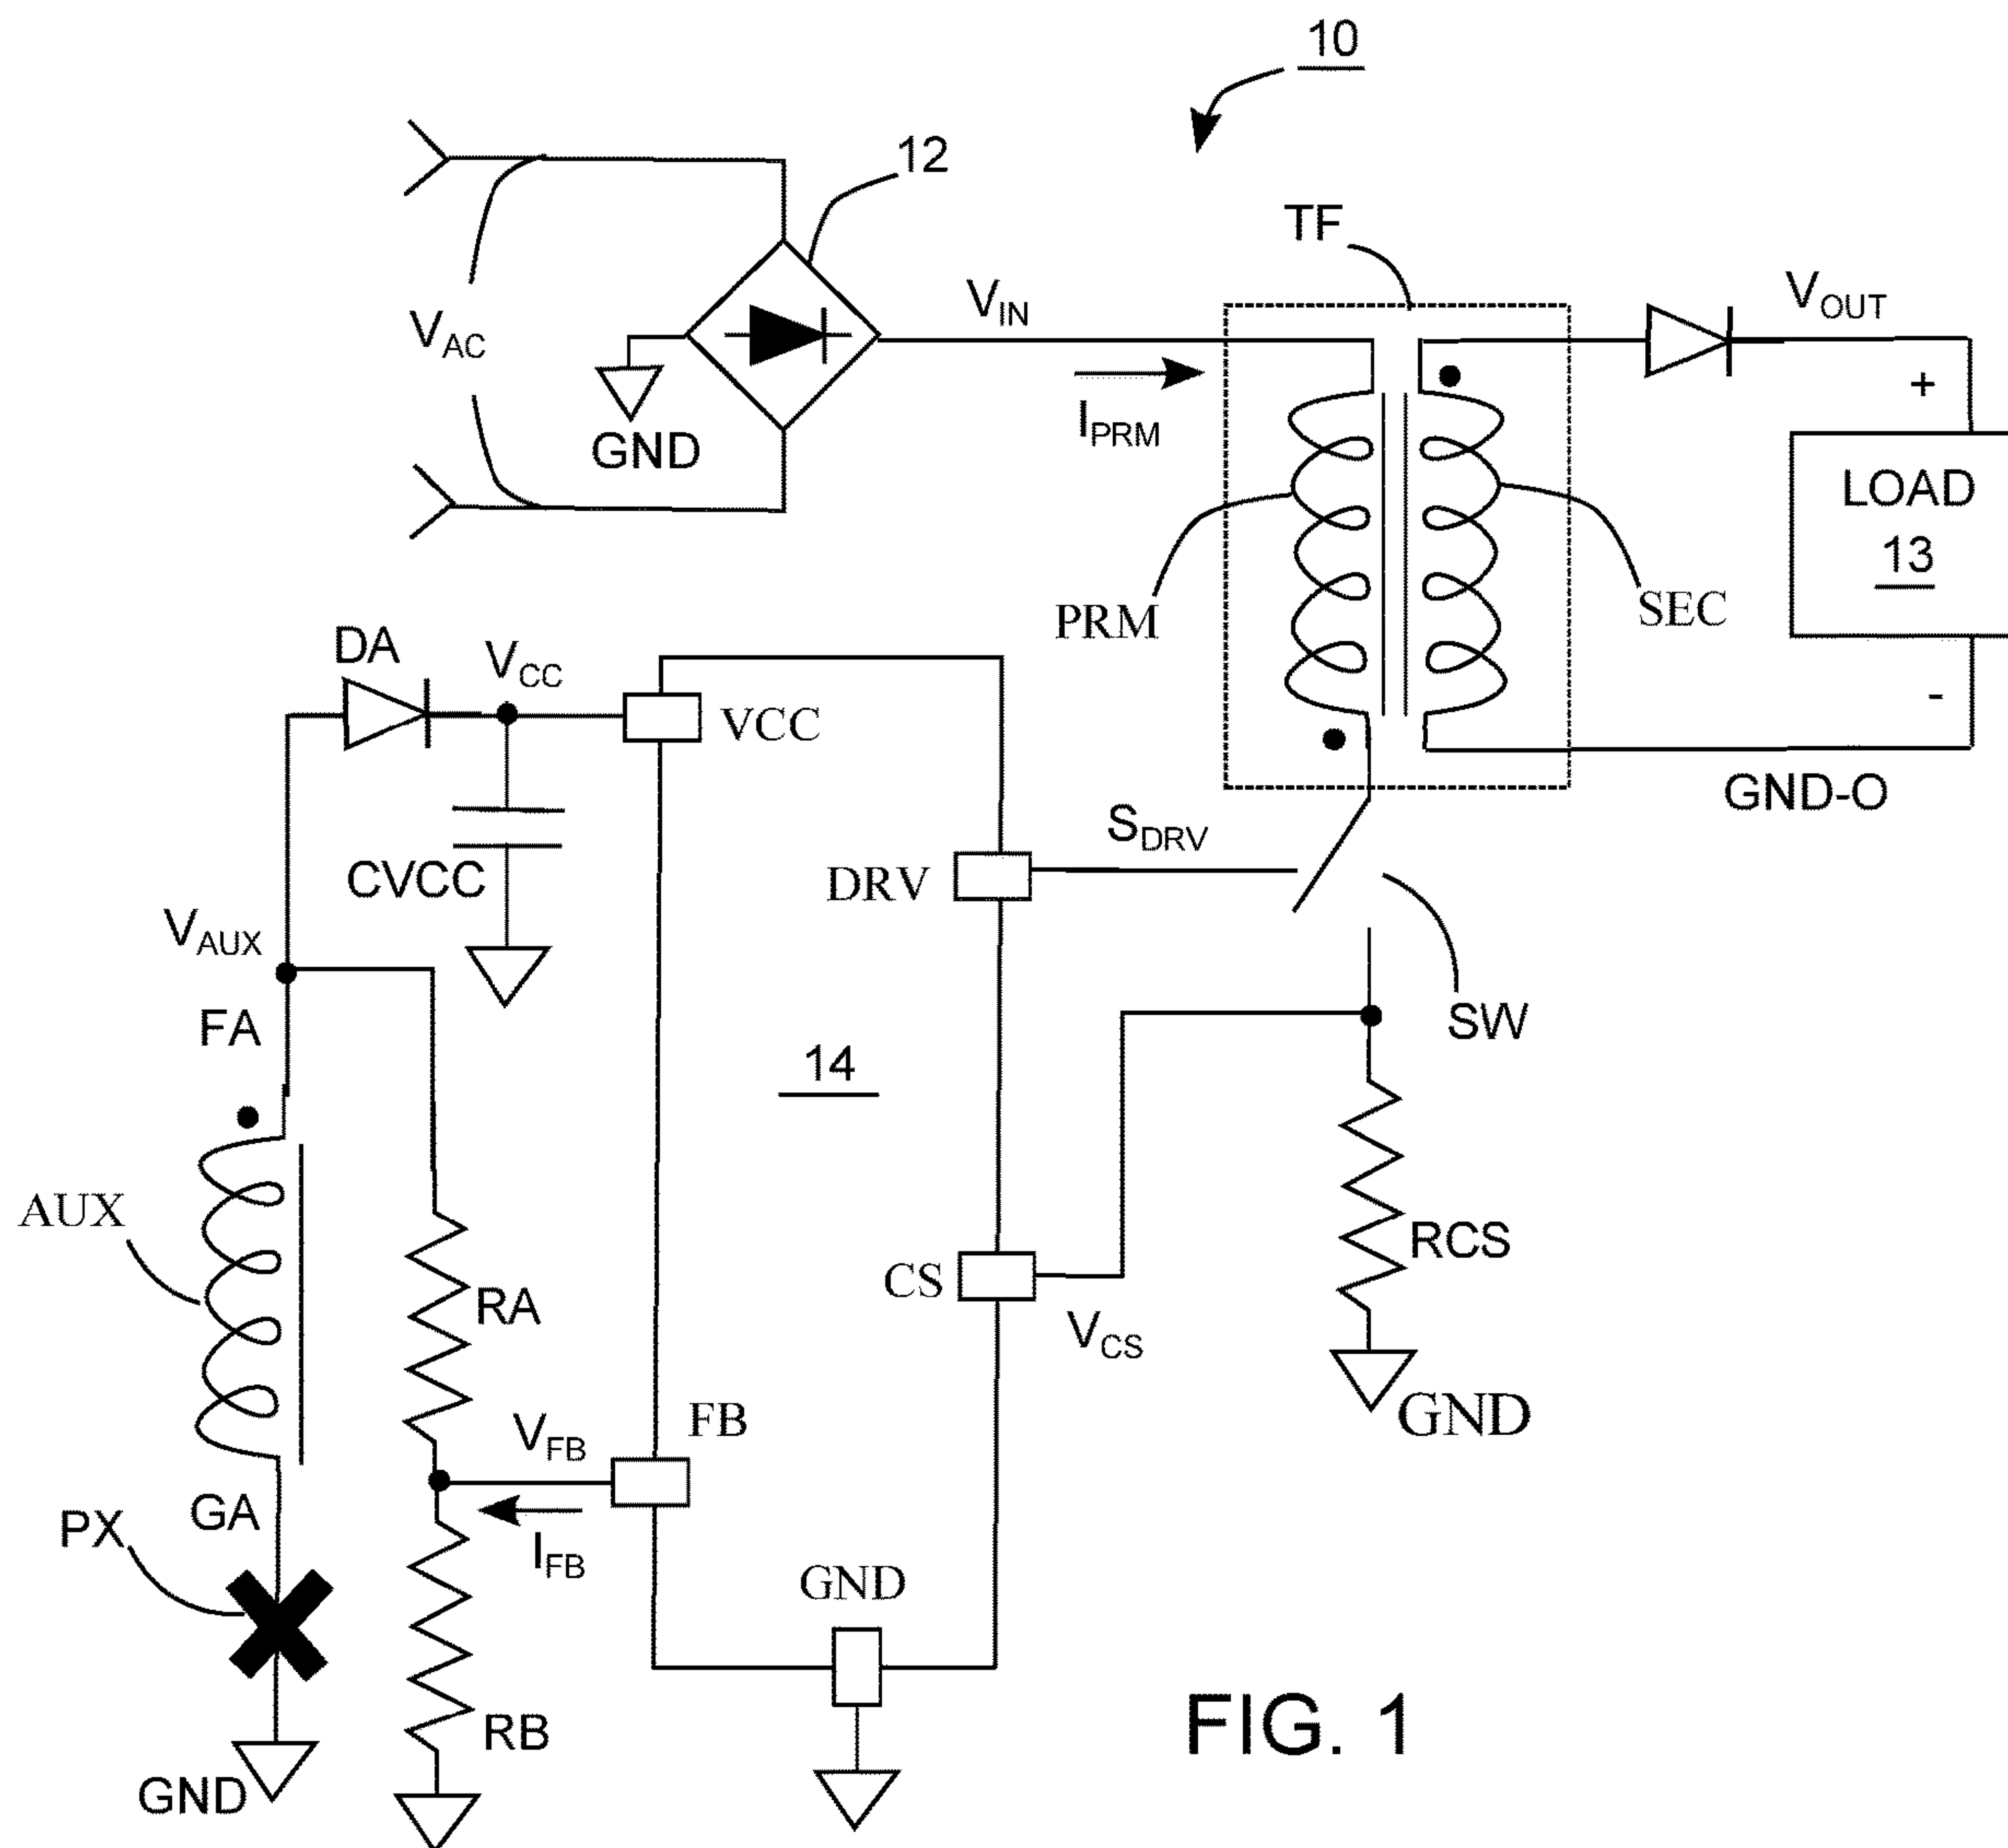 10
12
TF
VAC
VIN
VOUT
GND
IPRM
+
LOAD
13
PRM
SEC
-
DA
VCC
VCC
GND-O
SDRV
CVCC
DRV
VAUX
FA
SW
14
AUX
RA
CS
RCS
VCS
FB
VFB
GND
GA
PX
IFB
GND
RB
GND
FIG. 1